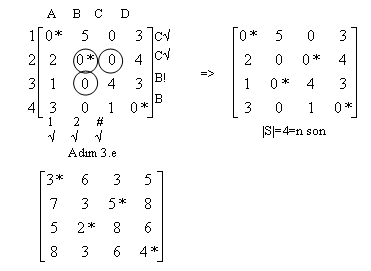 A B C D
1 0* 5 0 3 C√
2 2 0* 0 4 C√
3 1 0 4 3 B!
4 3 0 1 0* B
1 2 #
√ √ √
Adım 3.e
=>
0* 5 0 3
2 0 0* 4
1 0* 4 3
3 0 1 0*
|S|=4=n son
3* 6 3 5
7 3 5* 8
5 2* 8 6
8 3 6 4*